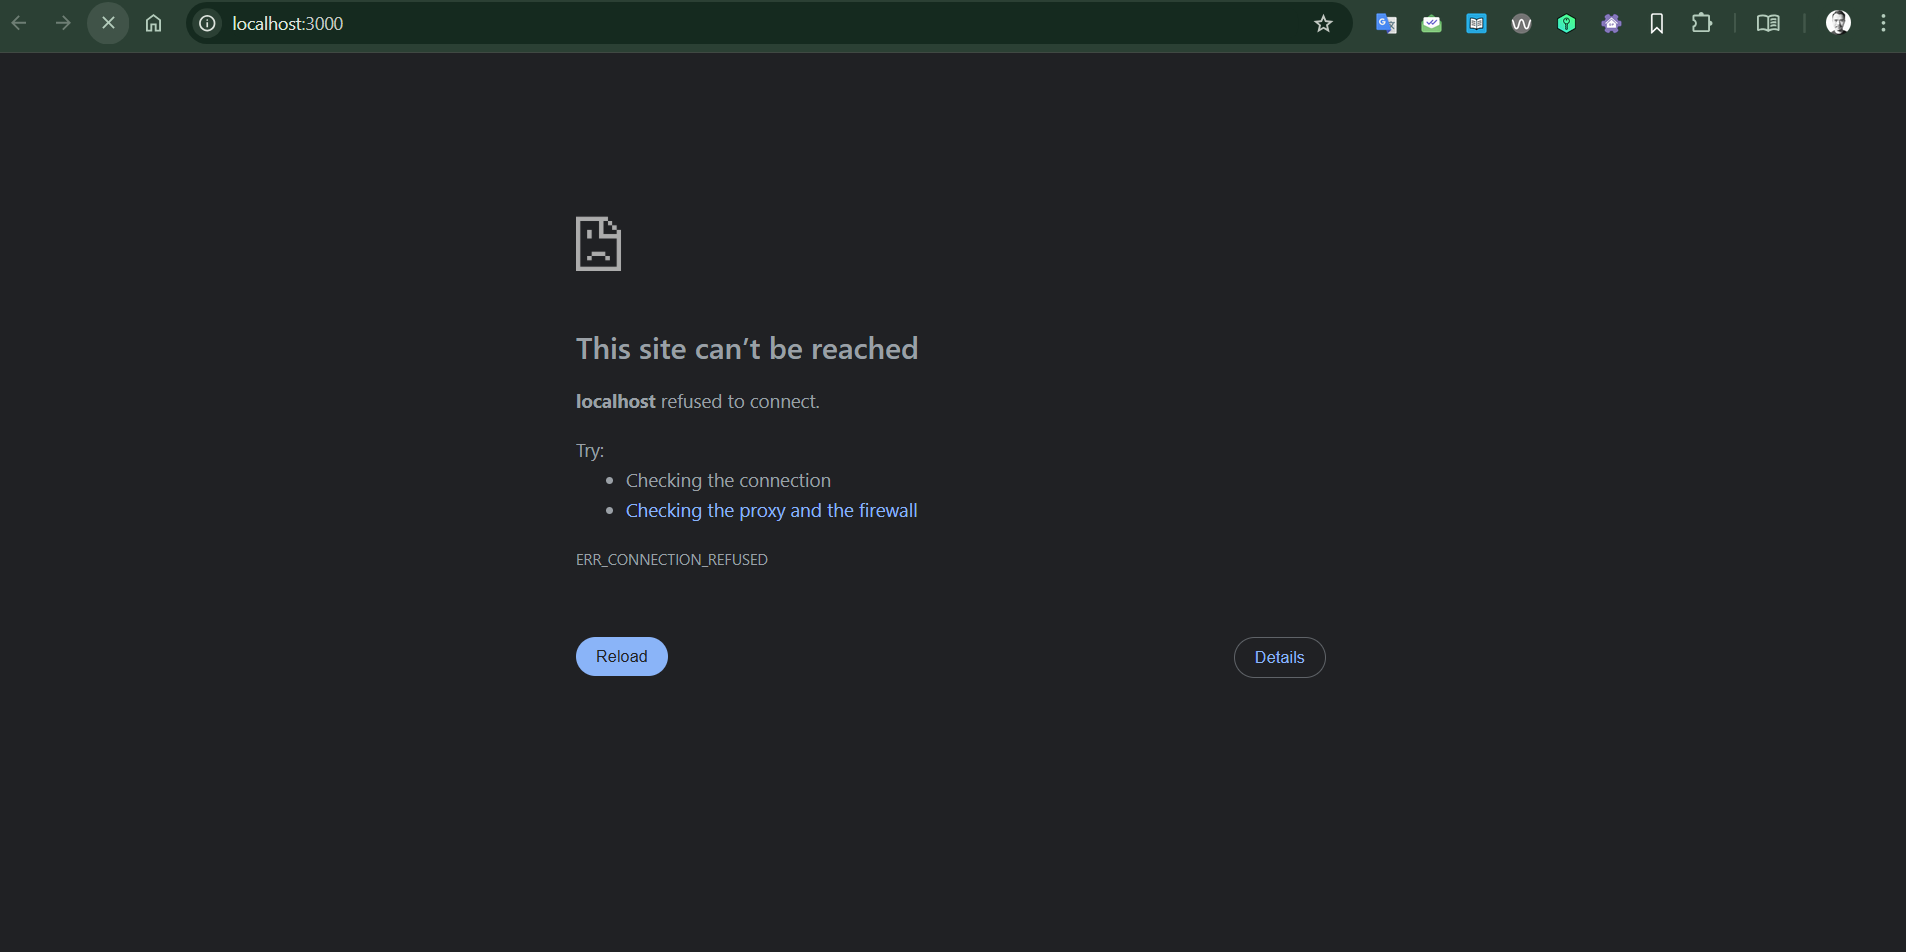 localhost:3000
This site can’t be reached
localhost refused to connect.
Try:
Checking the connection
Checking the proxy and the firewall
ERR_CONNECTION_REFUSED
Reload
Details